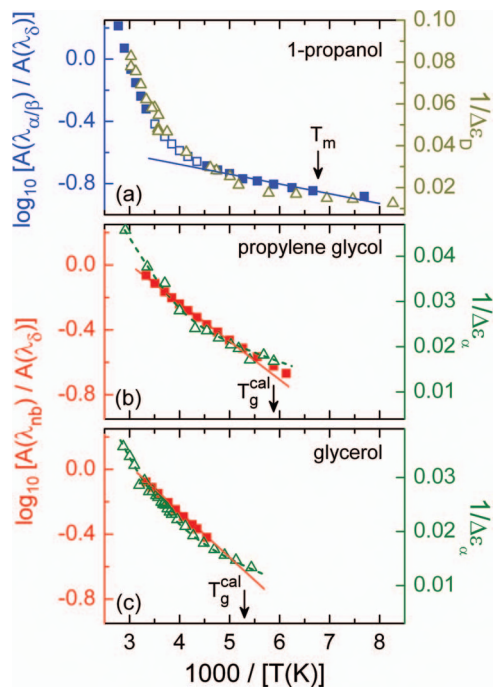 1-propanol
log₁₀ [A(λα/β) / A(λδ)]
0.0
-0.4
-0.8
0.10
0.08
0.06
0.04
0.02
1/ΔεD
Tm
(a)
propylene glycol
log₁₀ [A(λnb) / A(λδ)]
0.0
-0.4
-0.8
0.04
0.03
0.02
0.01
1/Δεα
Tgcal
(b)
glycerol
0.0
-0.4
-0.8
0.03
0.02
0.01
1/Δεα
Tgcal
(c)
3 4 5 6 7 8
1000 / [T(K)]